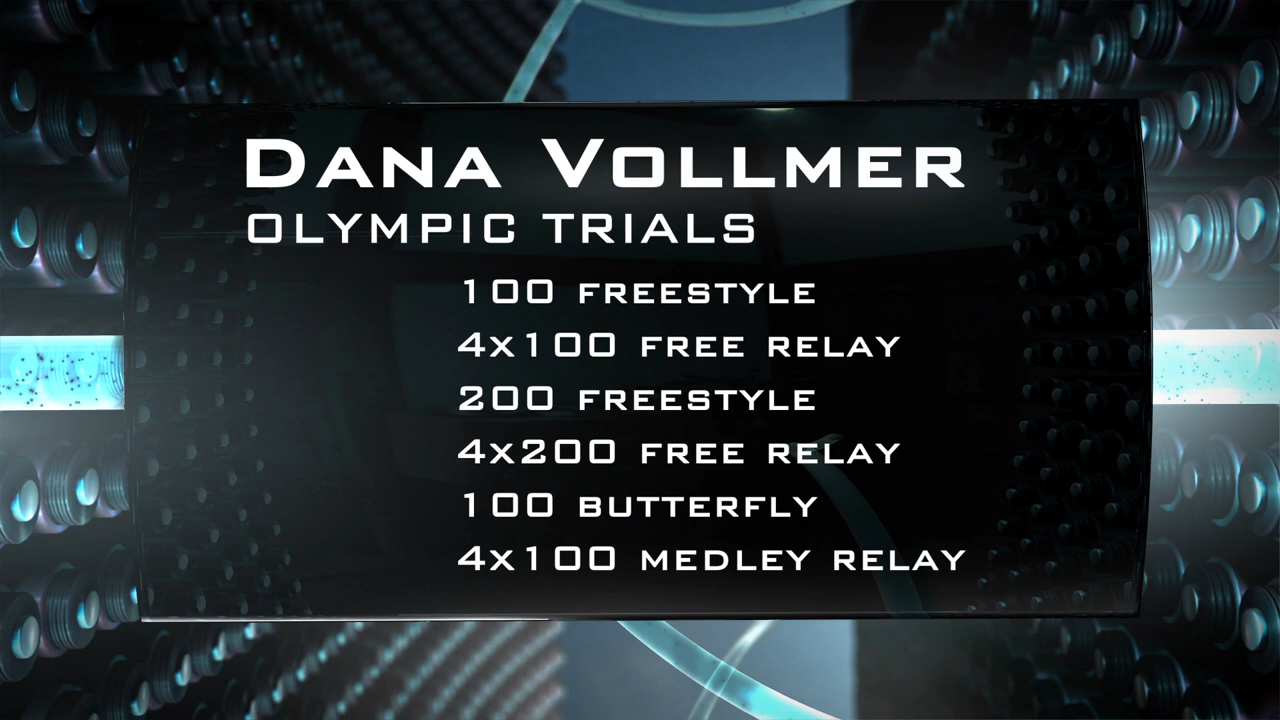 DANA VOLLMER
OLYMPIC TRIALS
100 FREESTYLE
4x100 FREE RELAY
200 FREESTYLE
4x200 FREE RELAY
100 BUTTERFLY
4x100 MEDLEY RELAY